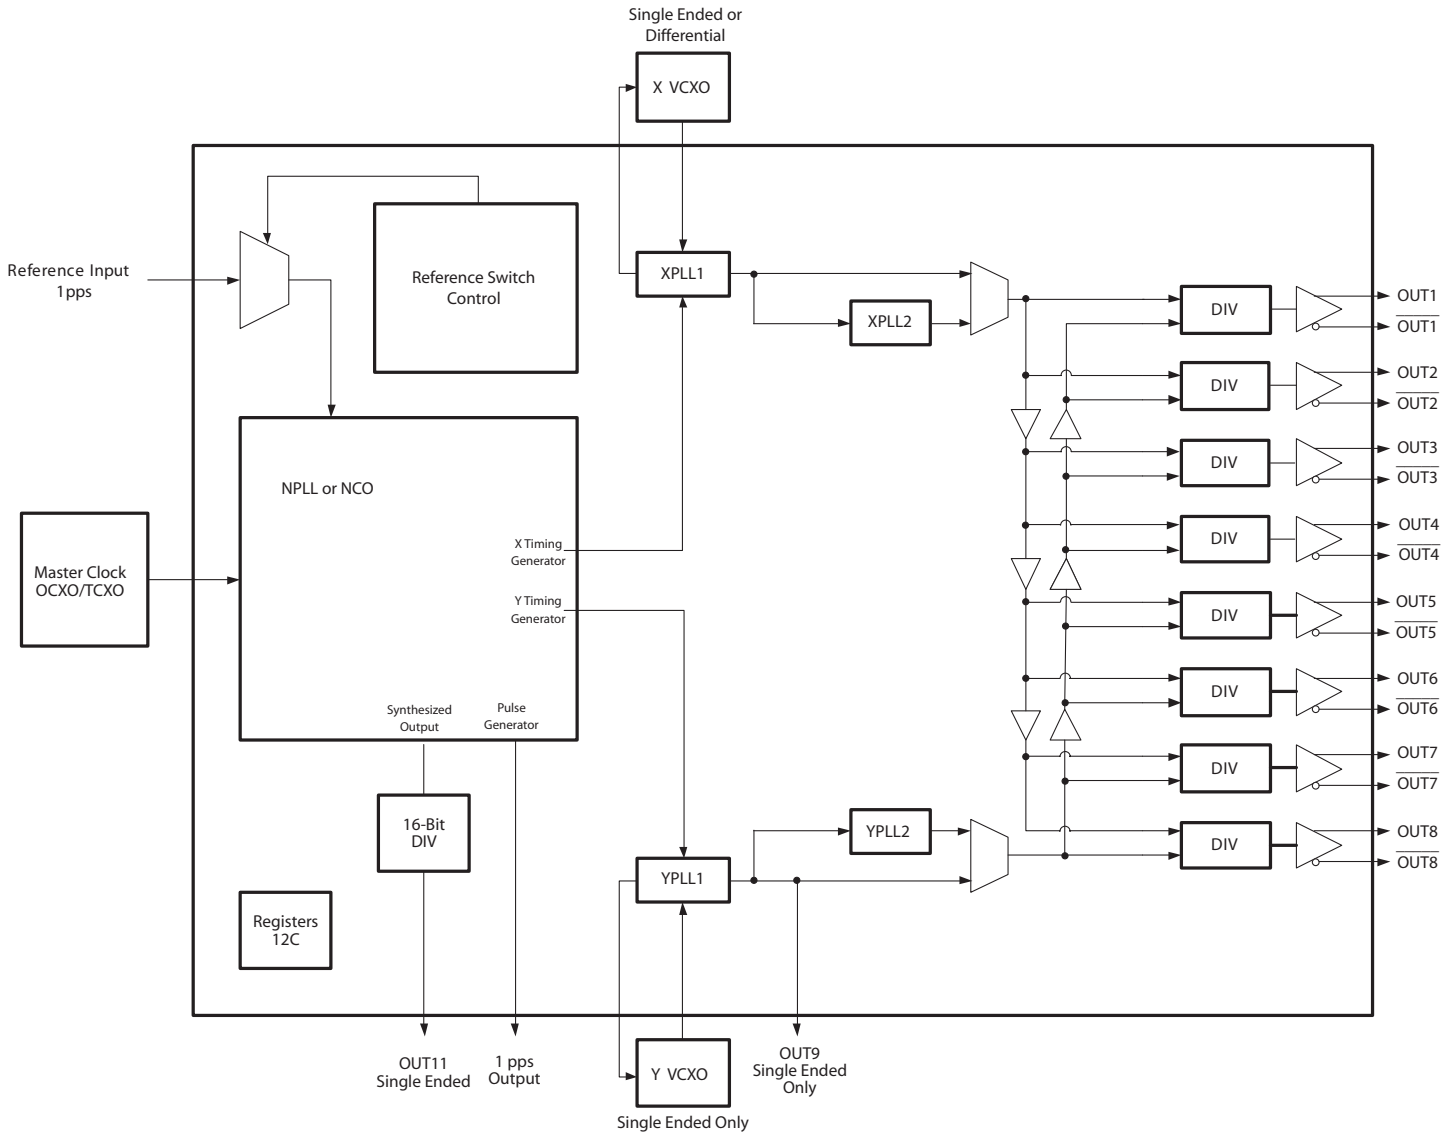 Single Ended or
Differential
X VCXO
Reference Input
1pps
Reference Switch
Control
XPLL1
XPLL2
DIV
OUT1
OUT1
DIV
OUT2
OUT2
DIV
OUT3
OUT3
DIV
OUT4
OUT4
DIV
OUT5
OUT5
DIV
OUT6
OUT6
DIV
OUT7
OUT7
DIV
OUT8
OUT8
NPLL or NCO
Master Clock
OCXO/TCXO
X Timing
Generator
Y Timing
Generator
Synthesized
Output
Pulse
Generator
16-Bit
DIV
YPLL2
YPLL1
Registers
12C
OUT11
Single Ended
1 pps
Output
Y VCXO
Single Ended Only
OUT9
Single Ended
Only